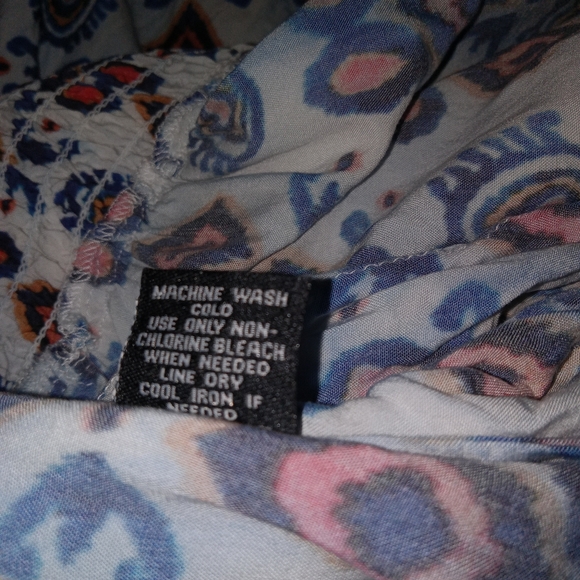 MACHINE WASH
COLD
USE ONLY NON-
CHLORINE BLEACH
WHEN NEEDED
LINE DRY
COOL IRON IF
NEEDED